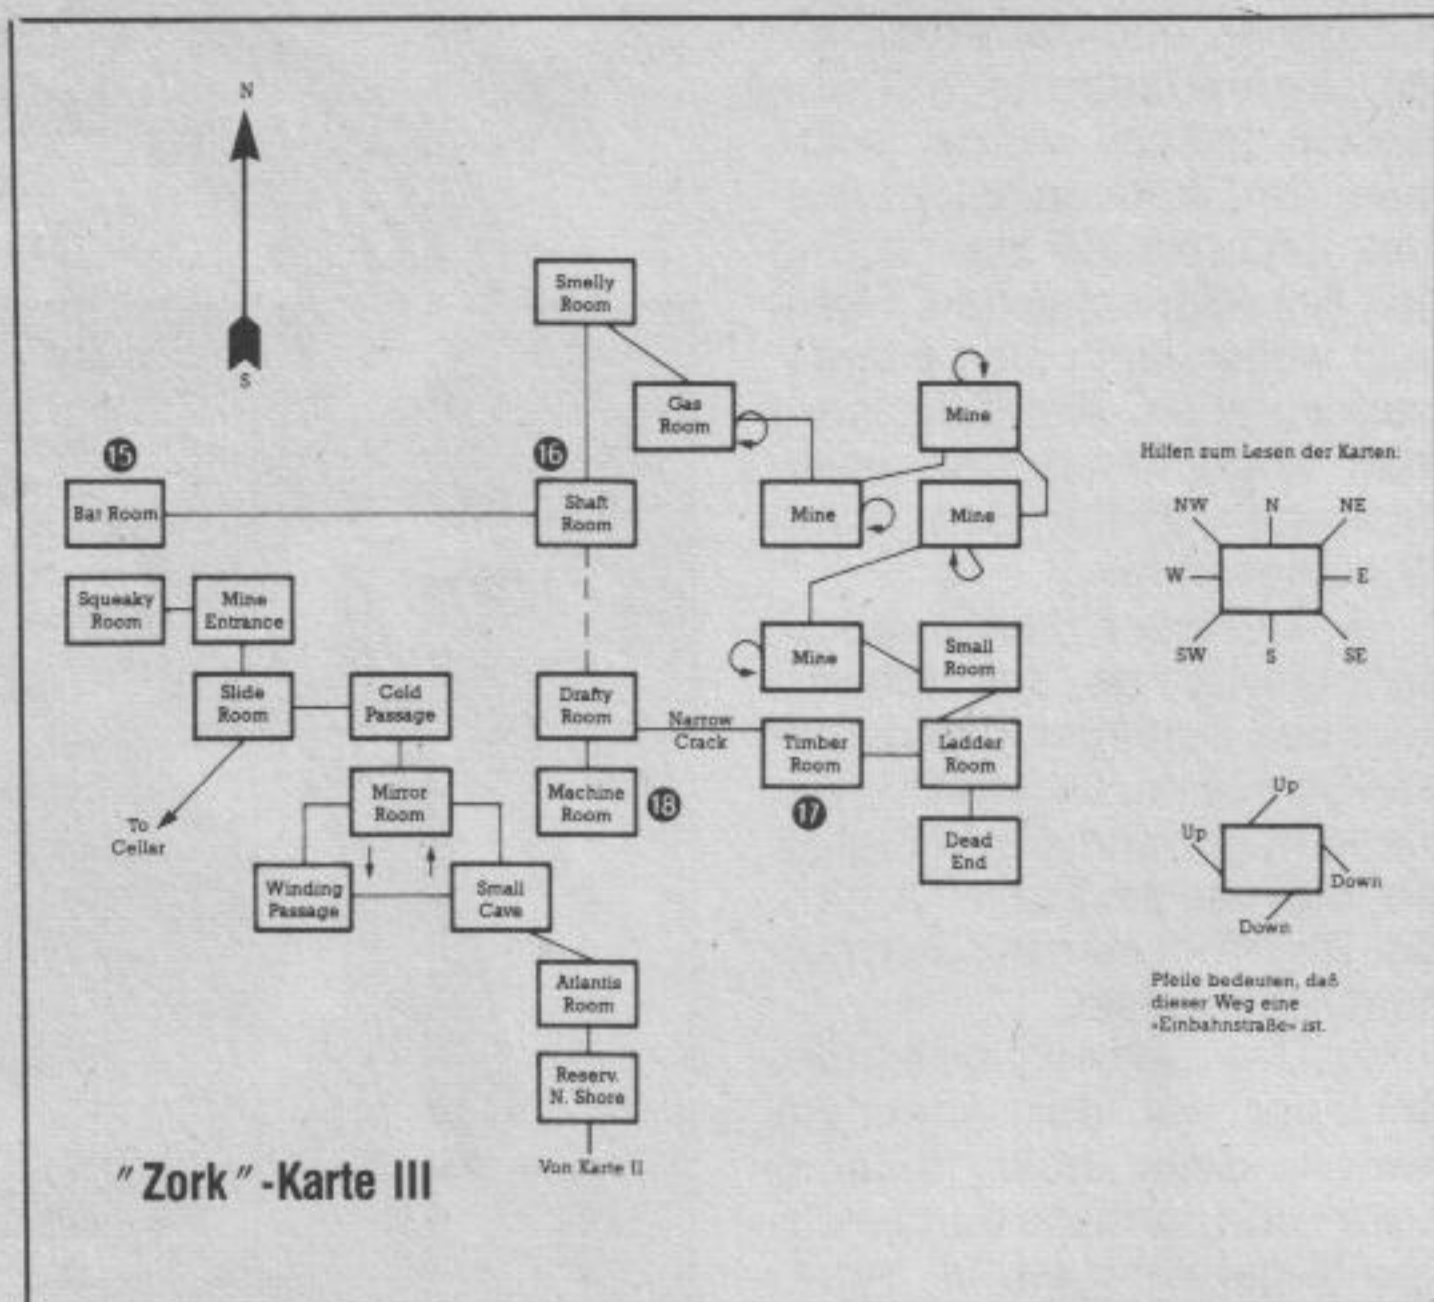 N
S
Smelly
Room
Gas
Room
Mine
15
Bar Room
16
Shaft
Room
Mine
Mine
Hilfen zum Lesen der Karten:
NW
N
NE
W
E
SW
S
SE
Squeaky
Room
Mine
Entrance
Mine
Small
Room
Slide
Room
Cold
Passage
Drafty
Room
Narrow
Crack
Timber
Room
17
Ladder
Room
To
Cellar
Mirror
Room
Machine
Room
18
Dead
End
Up
Up
Down
Down
Winding
Passage
Small
Cave
Atlantis
Room
Pfeile bedeuten, daß
dieser Weg eine
»Einbahnstraße« ist.
Reserv.
N. Shore
Von Karte II
"Zork"-Karte III